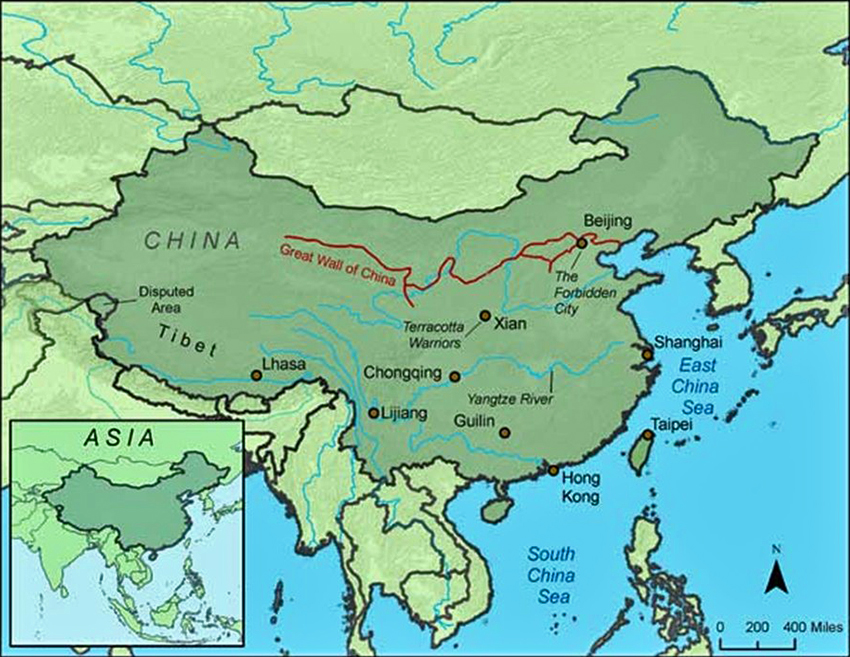 Beijing
CHINA
Great Wall of China
The
Forbidden
City
Disputed
Area
Tibet
Terracotta
Warriors
Xian
Shanghai
East
China
Sea
Lhasa
Chongqing
Yangtze River
Lijiang
Guilin
Taipei
ASIA
Hong
Kong
South
China
Sea
N
0 200 400 Miles